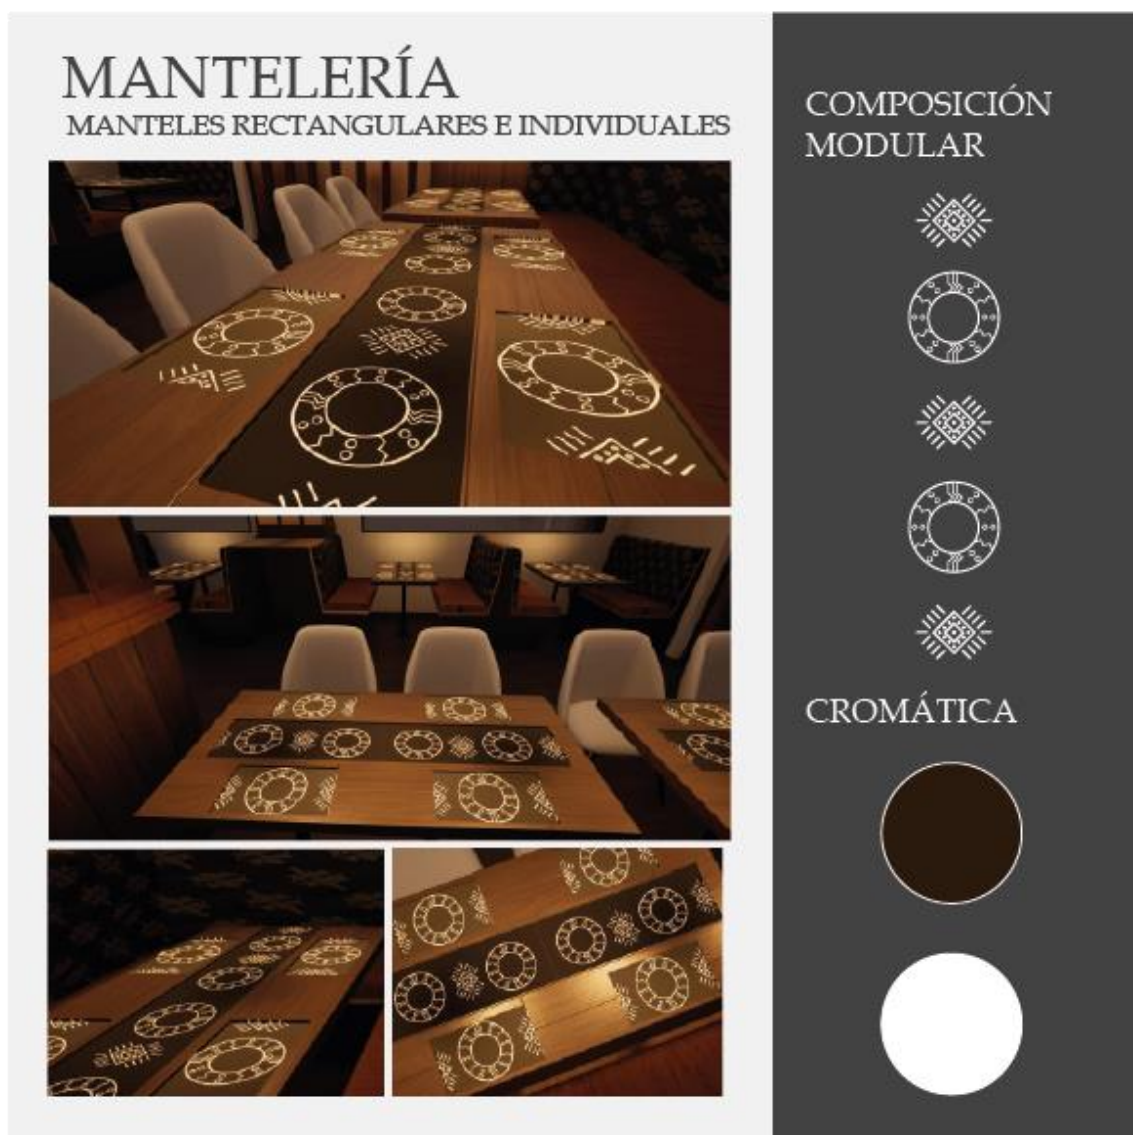 MANTELERÍA
MANTELES RECTANGULARES E INDIVIDUALES
COMPOSICIÓN
MODULAR
CROMÁTICA